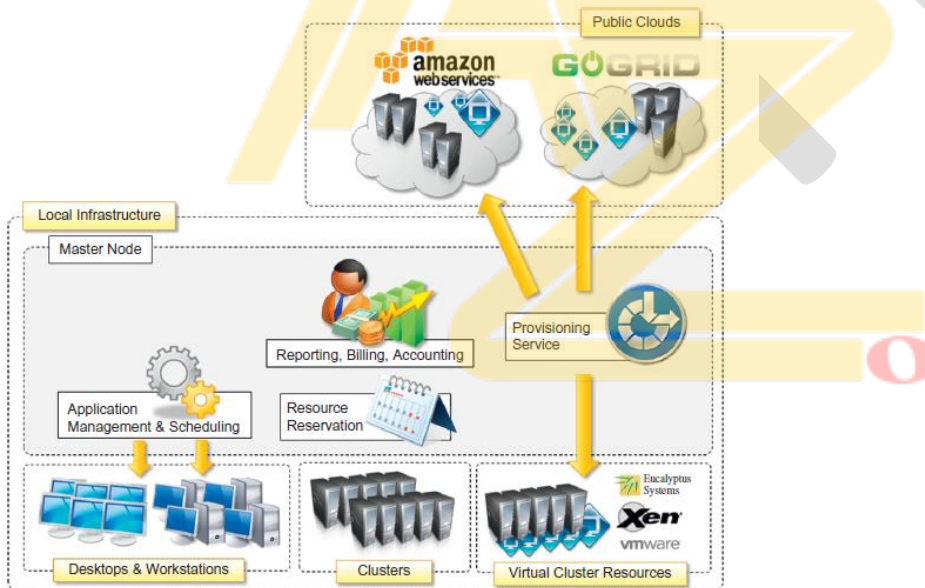 Public Clouds
amazon
webservices™
GOGRID
Local Infrastructure
Master Node
Reporting, Billing, Accounting
Provisioning
Service
Application
Management & Scheduling
Resource
Reservation
Eucalyptus
Systems
Xen®
vmware
Desktops & Workstations
Clusters
Virtual Cluster Resources